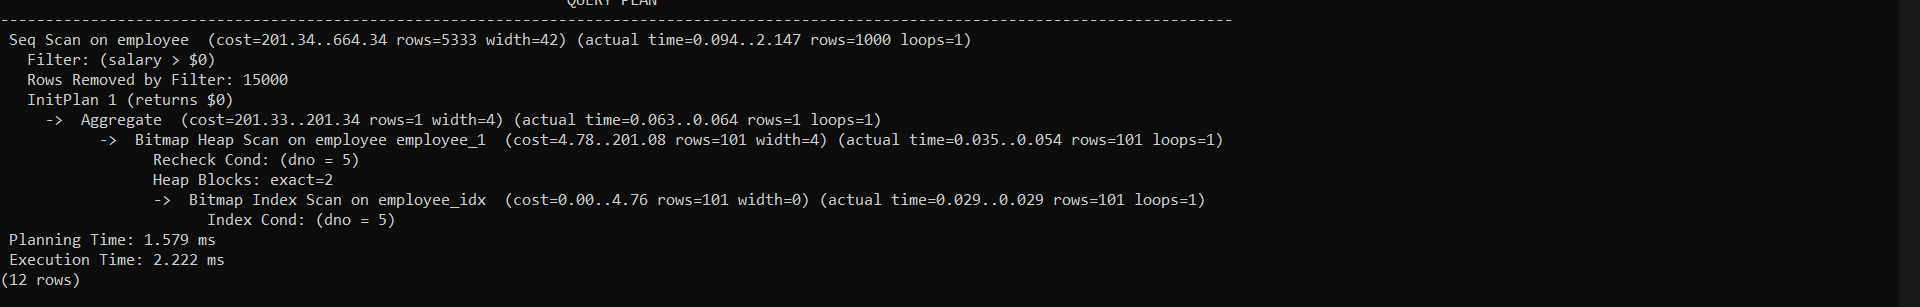 QUERY PLAN
-----------------------------------------------------------------------------------------------------------------------------------------
Seq Scan on employee  (cost=201.34..664.34 rows=5333 width=42) (actual time=0.094..2.147 rows=1000 loops=1)
Filter: (salary > $0)
Rows Removed by Filter: 15000
InitPlan 1 (returns $0)
->  Aggregate  (cost=201.33..201.34 rows=1 width=4) (actual time=0.063..0.064 rows=1 loops=1)
->  Bitmap Heap Scan on employee employee_1  (cost=4.78..201.08 rows=101 width=4) (actual time=0.035..0.054 rows=101 loops=1)
Recheck Cond: (dno = 5)
Heap Blocks: exact=2
->  Bitmap Index Scan on employee_idx  (cost=0.00..4.76 rows=101 width=0) (actual time=0.029..0.029 rows=101 loops=1)
Index Cond: (dno = 5)
Planning Time: 1.579 ms
Execution Time: 2.222 ms
(12 rows)